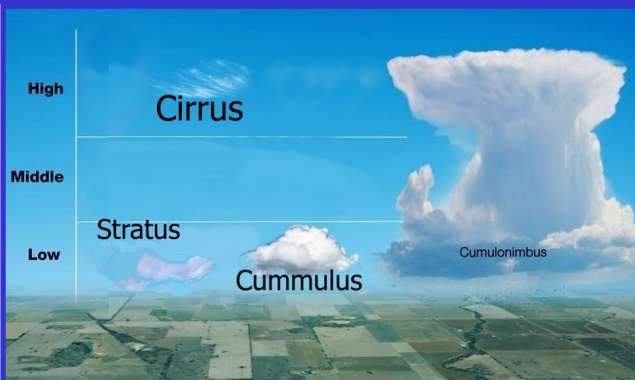 High
Cirrus
Middle
Stratus
Low
Cumulonimbus
Cummulus